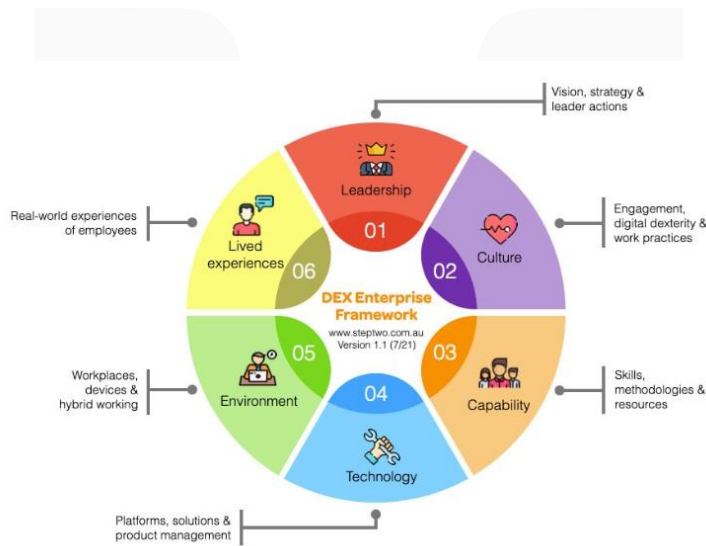 Vision, strategy &
leader actions
Leadership
01
Engagement,
digital dexterity &
work practices
Culture
02
Skills,
methodologies &
resources
Capability
03
Platforms, solutions &
product management
Technology
04
Workplaces,
devices &
hybrid working
Environment
05
Real-world experiences
of employees
Lived
experiences
06
DEX Enterprise
Framework
www.steptwo.com.au
Version 1.1 (7/21)